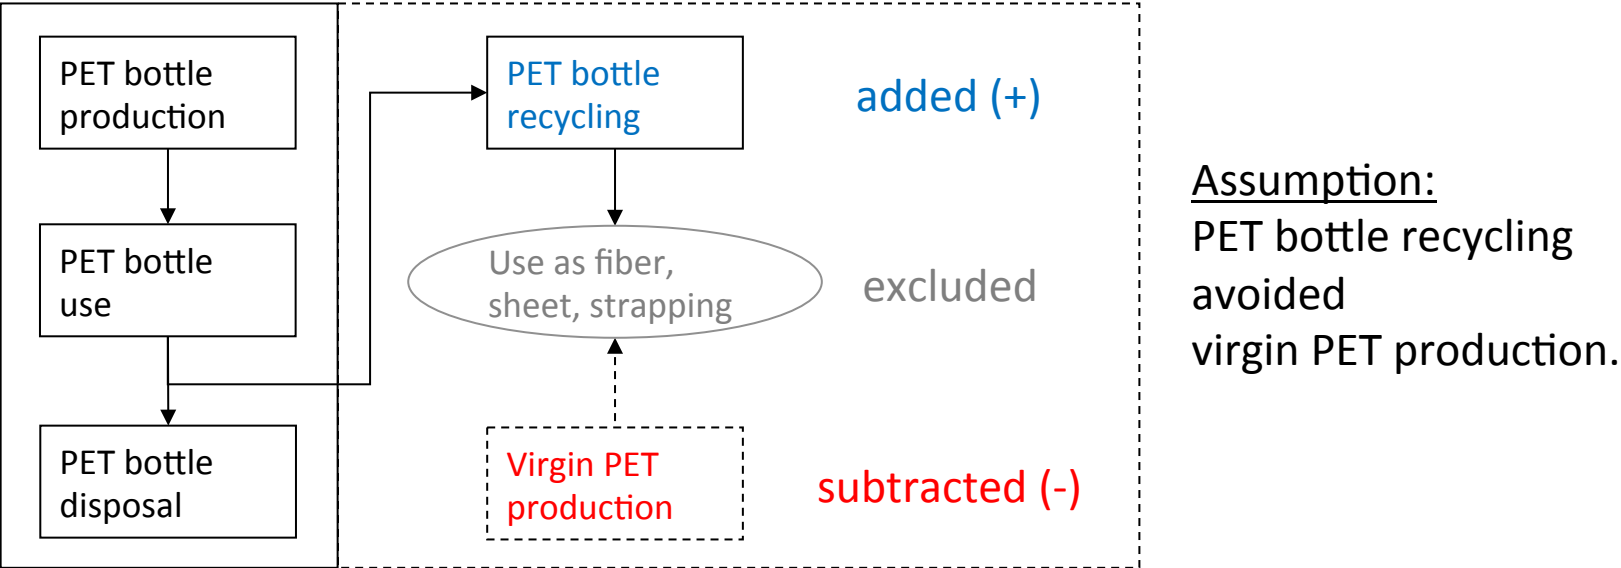 PET bottle
production
PET bottle
use
PET bottle
disposal
PET bottle
recycling
added (+)
Use as fiber,
sheet, strapping
excluded
Virgin PET
production
subtracted (-)
Assumption:
PET bottle recycling
avoided
virgin PET production.